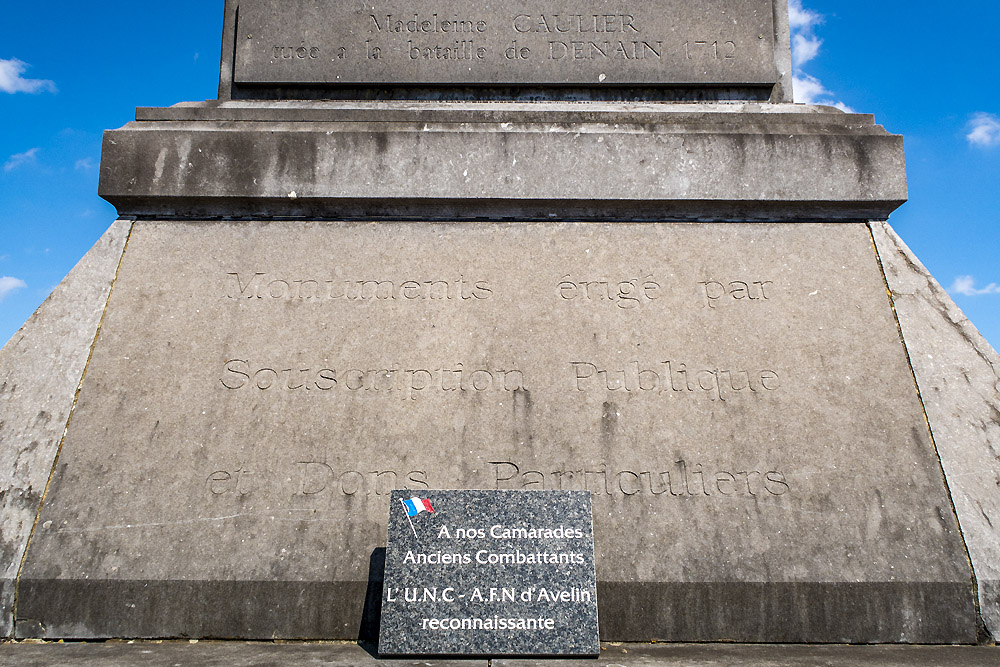 Madeleine CAULIER
tuée a la bataille de DENAIN 1712
Monuments érigé par
Souscription Publique
et Dons Particuliers
A nos Camarades
Anciens Combattants
L' U.N.C - A.F.N d'Avelin
reconnaissante